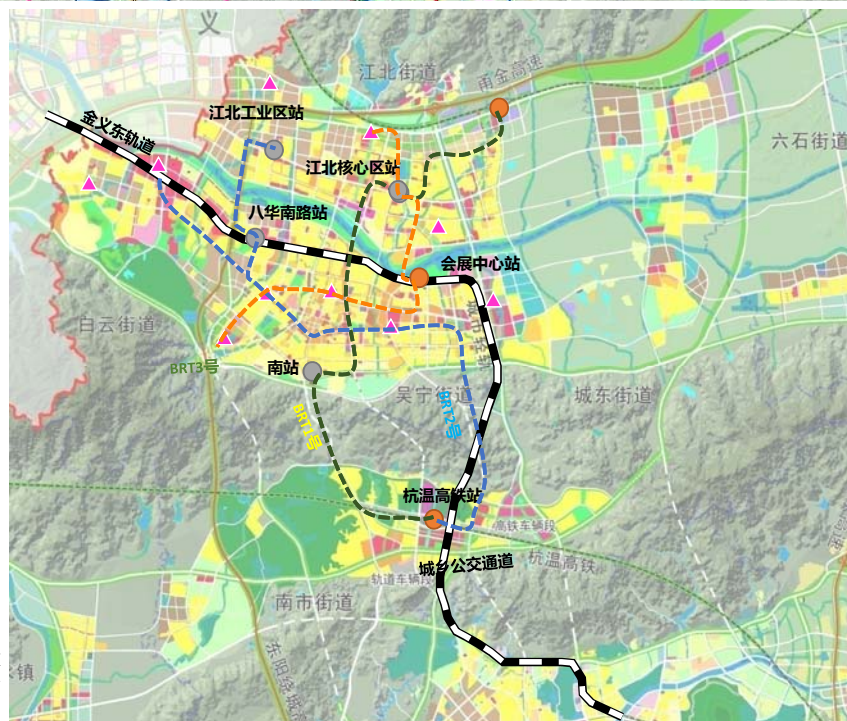 义
江北街道
甬金高速
江北工业区站
金义东轨道
六石街道
江北核心区站
八华南路站
会展中心站
白云街道
BRT3号
南站
吴宁街道
城东街道
BRT1号
BRT2号
杭温高铁站
高铁车辆段
城乡公交通道
杭温高铁
轨道车辆段
南市街道
镇